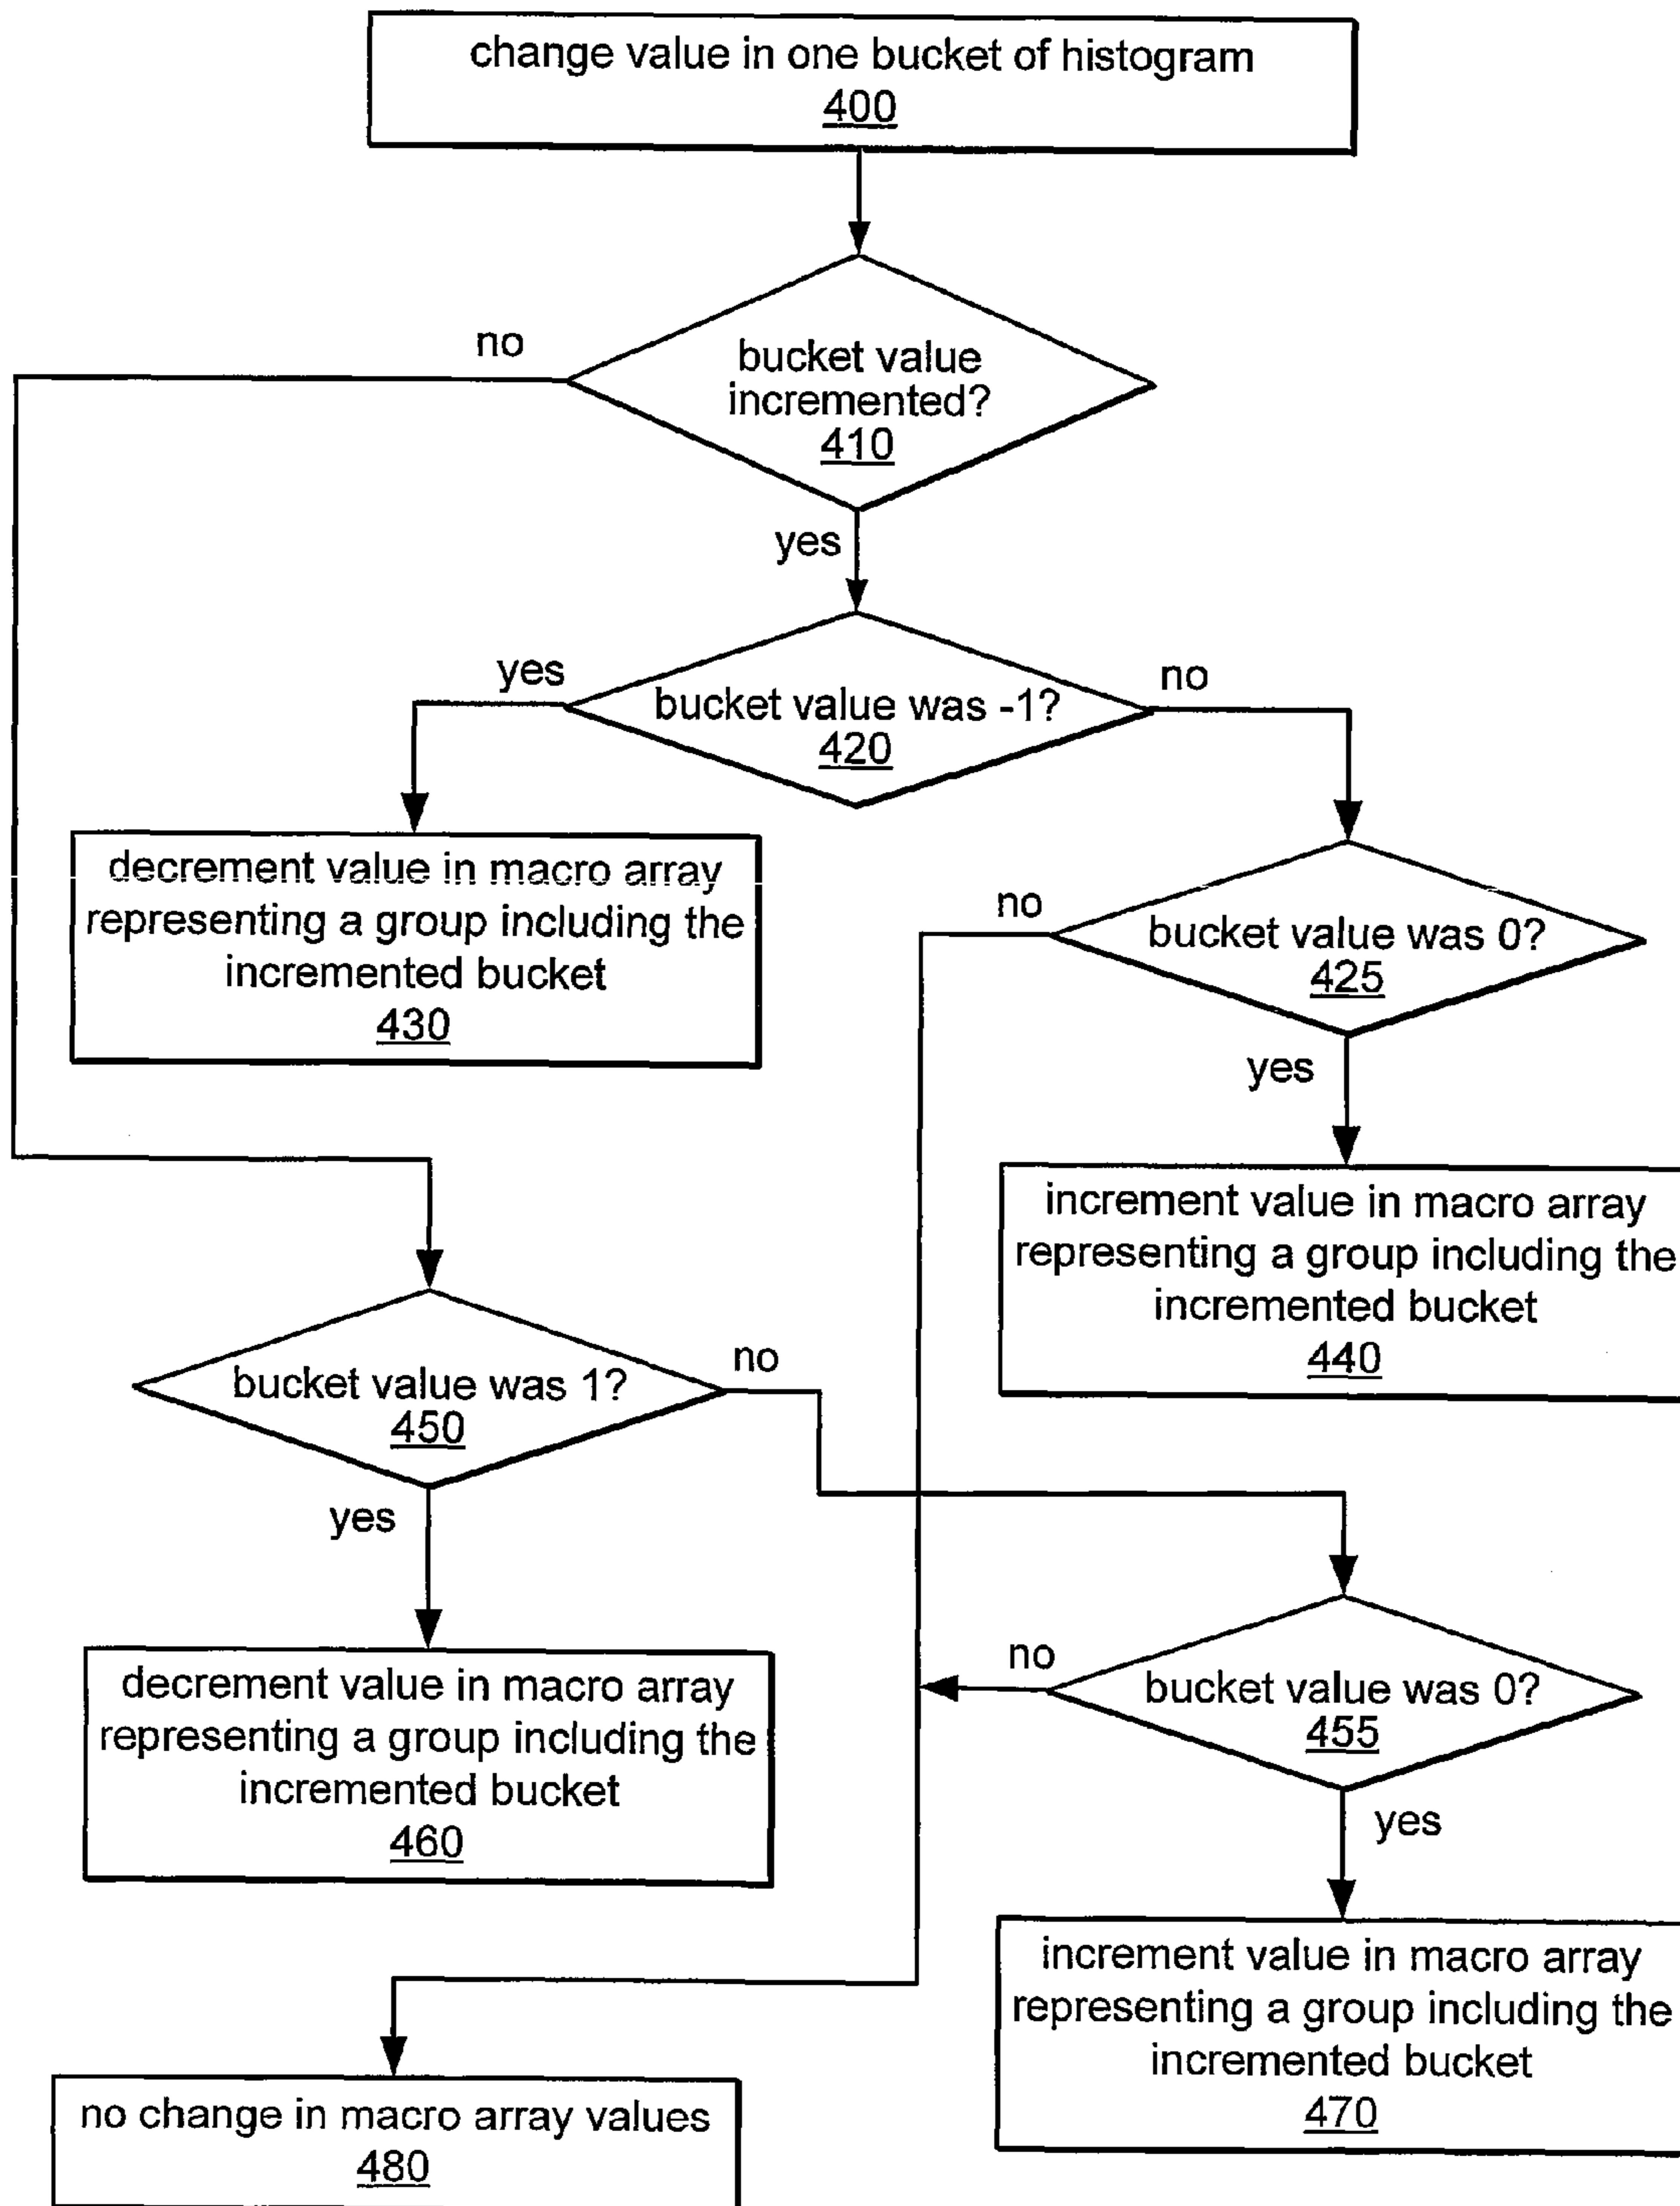 change value in one bucket of histogram
400
no
bucket value
incremented?
410
yes
yes
bucket value was -1?
420
no
decrement value in macro array
representing a group including the
incremented bucket
430
no
bucket value was 0?
425
yes
increment value in macro array
representing a group including the
incremented bucket
440
bucket value was 1?
450
no
yes
no
bucket value was 0?
455
decrement value in macro array
representing a group including the
incremented bucket
460
yes
increment value in macro array
representing a group including the
incremented bucket
470
no change in macro array values
480